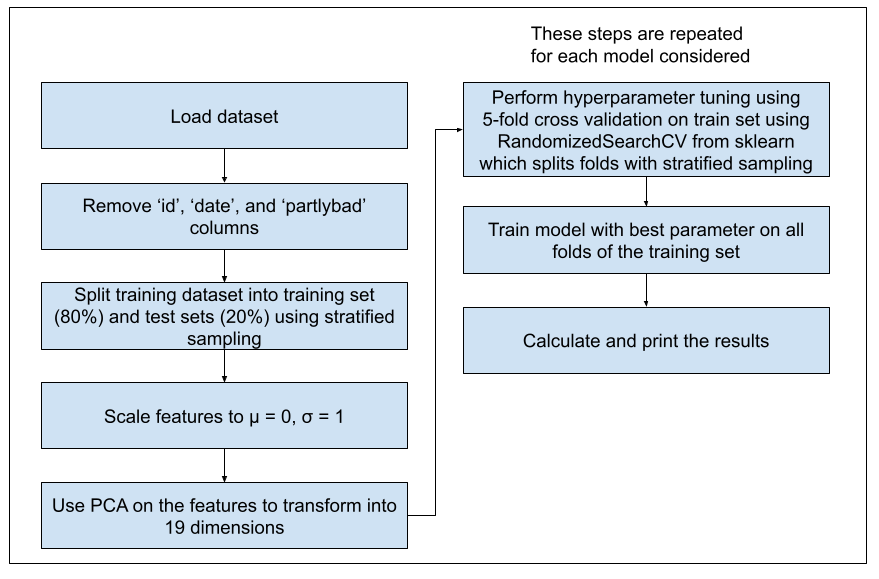 Load dataset
Remove ‘id’, ‘date’, and ‘partlybad’
columns
Split training dataset into training set
(80%) and test sets (20%) using stratified
sampling
Scale features to μ = 0, σ = 1
Use PCA on the features to transform into
19 dimensions
These steps are repeated
for each model considered
Perform hyperparameter tuning using
5-fold cross validation on train set using
RandomizedSearchCV from sklearn
which splits folds with stratified sampling
Train model with best parameter on all
folds of the training set
Calculate and print the results